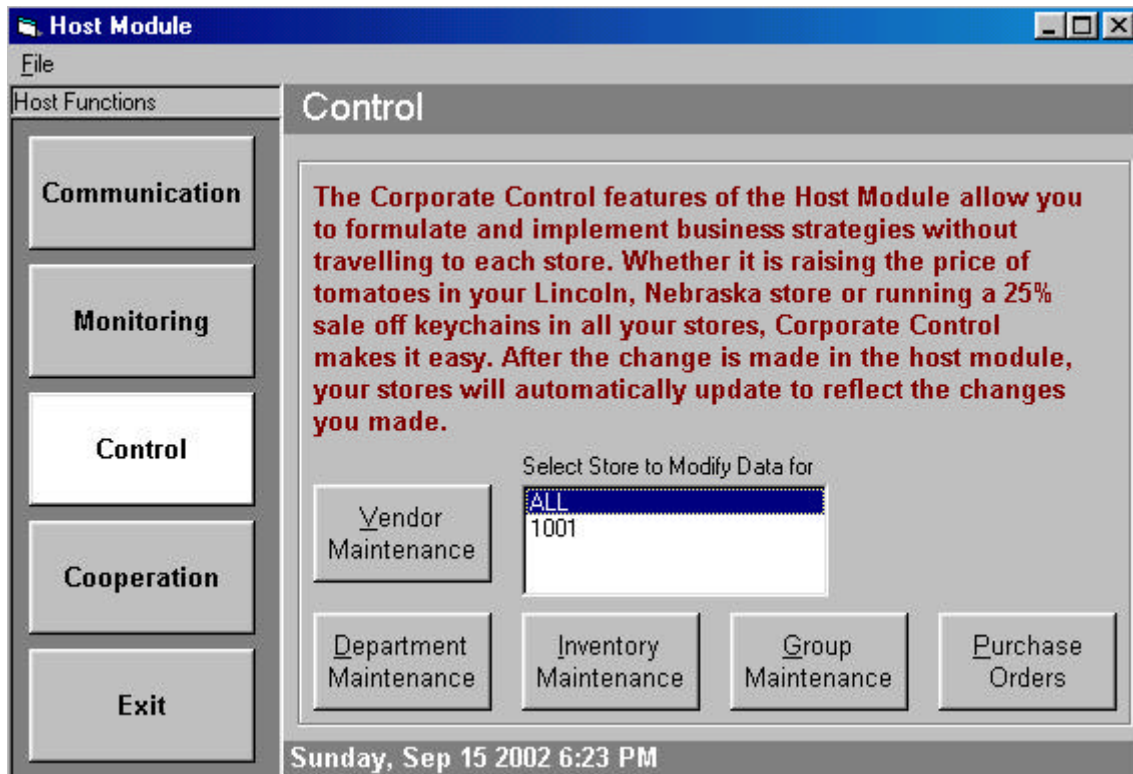 Host Module
File
Host Functions
Communication
Monitoring
Control
Cooperation
Exit
Control
The Corporate Control features of the Host Module allow you
to formulate and implement business strategies without
travelling to each store. Whether it is raising the price of
tomatoes in your Lincoln, Nebraska store or running a 25%
sale off keychains in all your stores, Corporate Control
makes it easy. After the change is made in the host module,
your stores will automatically update to reflect the changes
you made.
Select Store to Modify Data for
ALL
1001
Vendor
Maintenance
Department
Maintenance
Inventory
Maintenance
Group
Maintenance
Purchase
Orders
Sunday, Sep 15 2002 6:23 PM